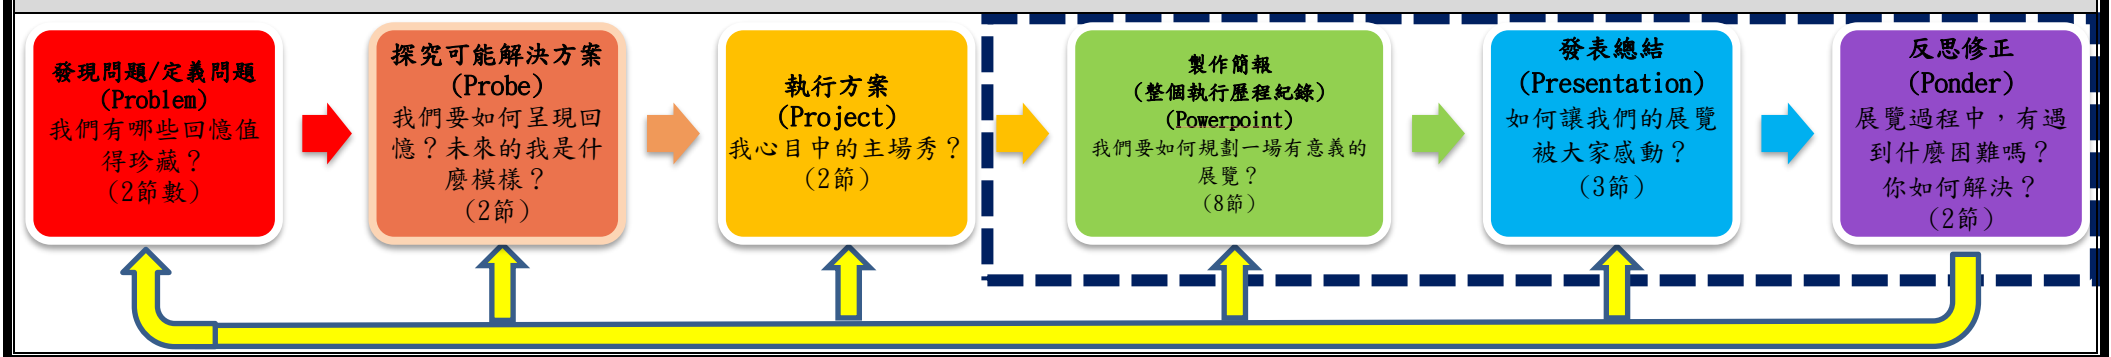 發現問題/定義問題
(Problem)
我們有哪些回憶值
得珍藏？
(2節數)
探究可能解決方案
(Probe)
我們要如何呈現回
憶？未來的我是什
麼模樣？
(2節)
執行方案
(Project)
我心目中的主場秀？
(2節)
製作簡報
(整個執行歷程紀錄)
(Powerpoint)
我們要如何規劃一場有意義的
展覽？
(8節)
發表總結
(Presentation)
如何讓我們的展覽
被大家感動？
(3節)
反思修正
(Ponder)
展覽過程中，有遇
到什麼困難嗎？
你如何解決？
(2節)